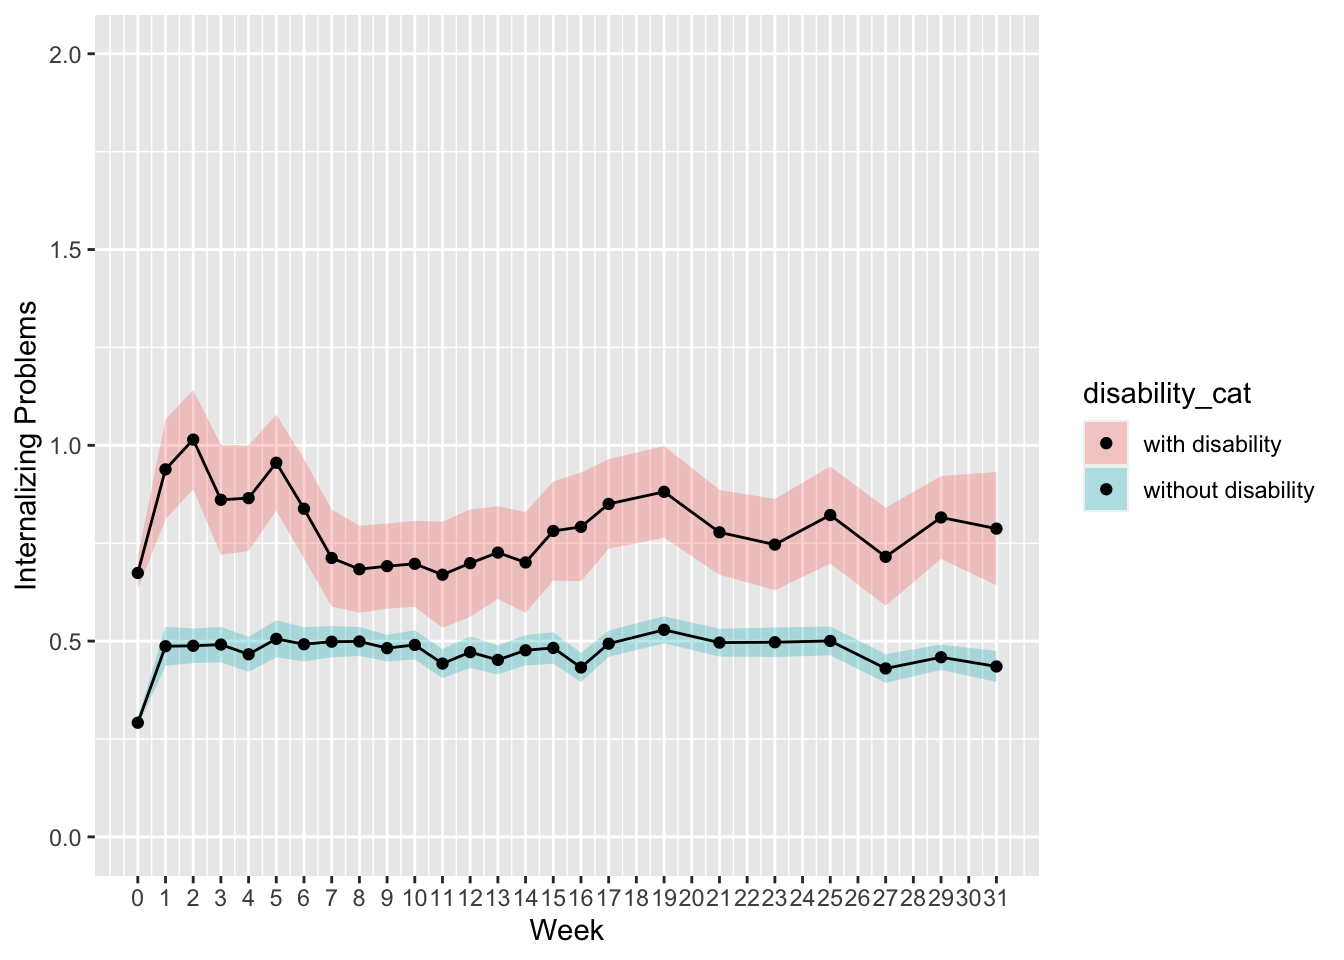 2.0
1.5
1.0
0.5
0.0
Internalizing Problems
0 1 2 3 4 5 6 7 8 9 10 11 12 13 14 15 16 17 18 19 20 21 22 23 24 25 26 27 28 29 30 31
Week
disability_cat
with disability
without disability